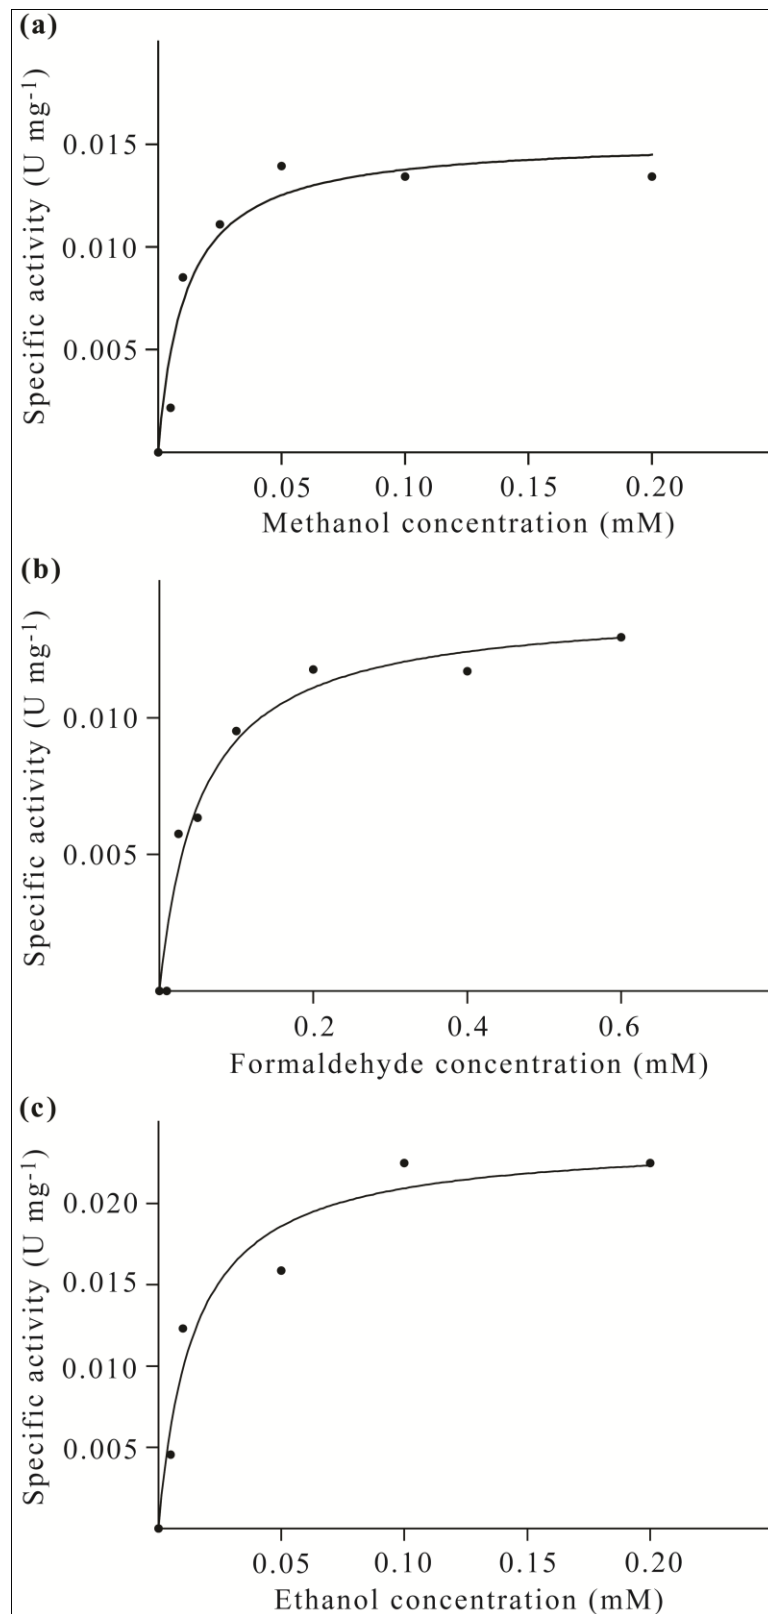 (a)
Specific activity (U mg-1)
0.015
0.010
0.005
0.05 0.10 0.15 0.20
Methanol concentration (mM)
(b)
Specific activity (U mg-1)
0.010
0.005
0.2 0.4 0.6
Formaldehyde concentration (mM)
(c)
Specific activity (U mg-1)
0.020
0.015
0.010
0.005
0.05 0.10 0.15 0.20
Ethanol concentration (mM)